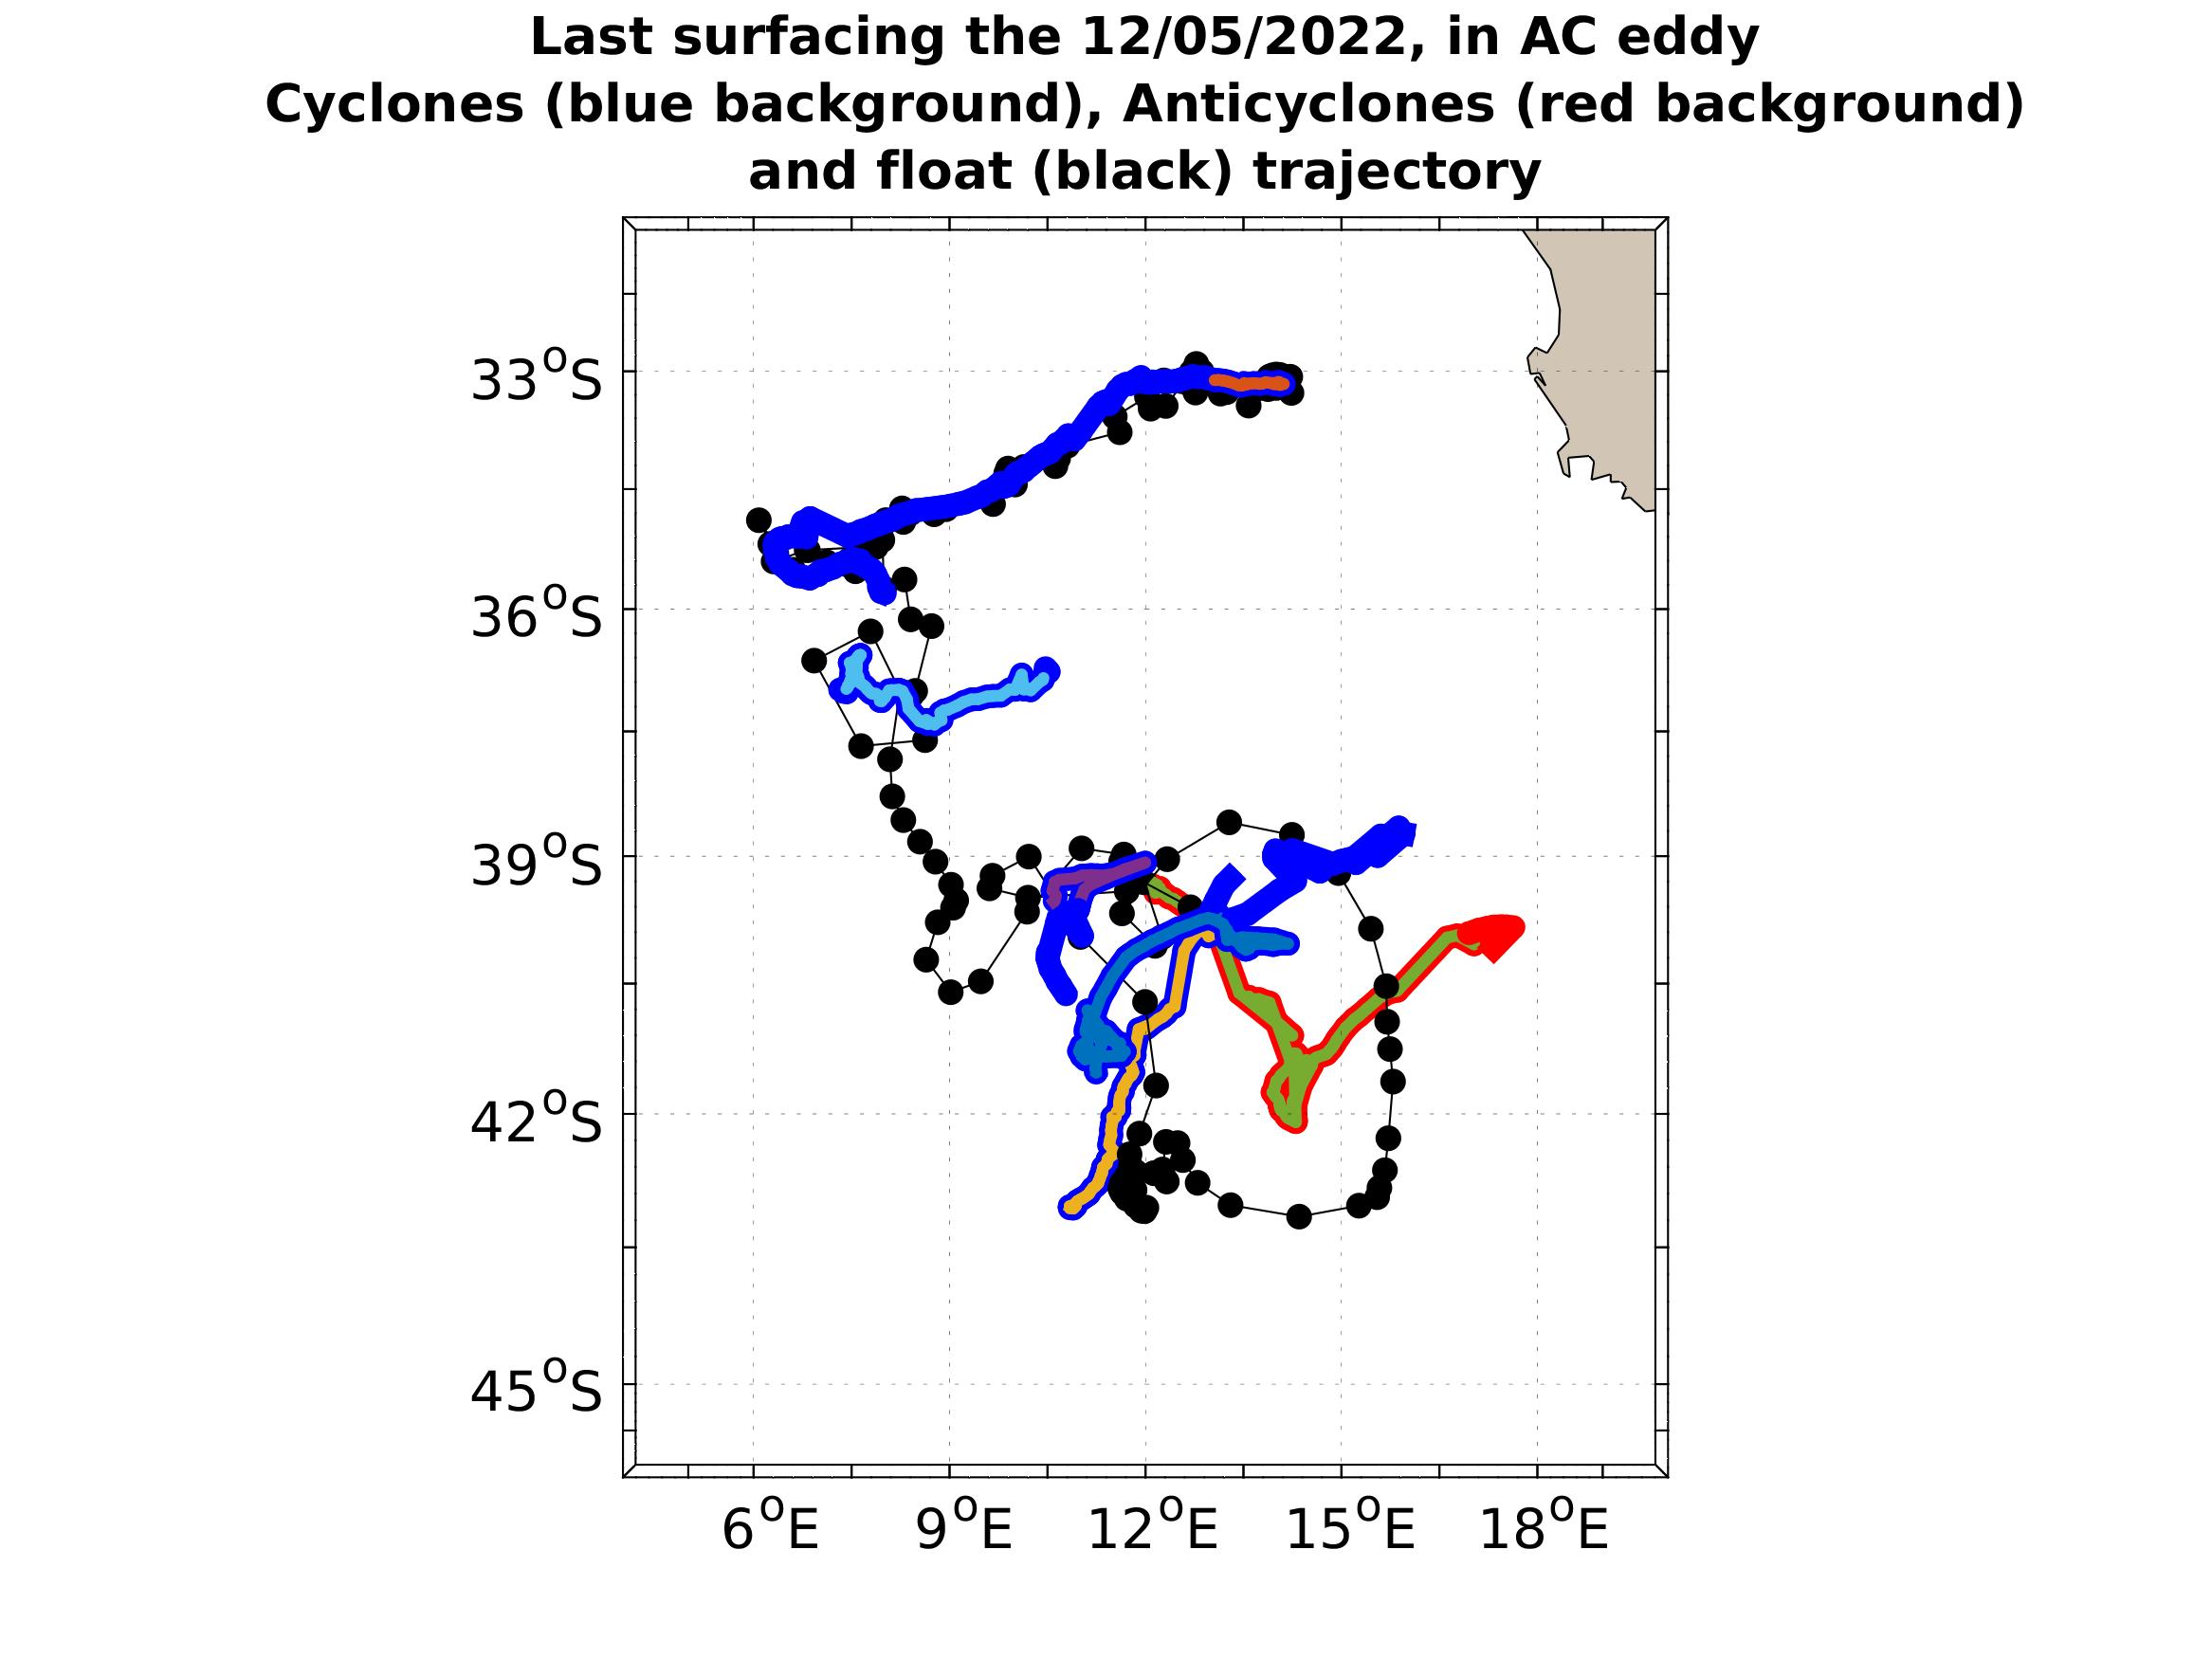 Last surfacing the 12/05/2022, in AC eddy
Cyclones (blue background), Anticyclones (red background)
and float (black) trajectory
33°S
36°S
39°S
42°S
45°S
6°E 9°E 12°E 15°E 18°E